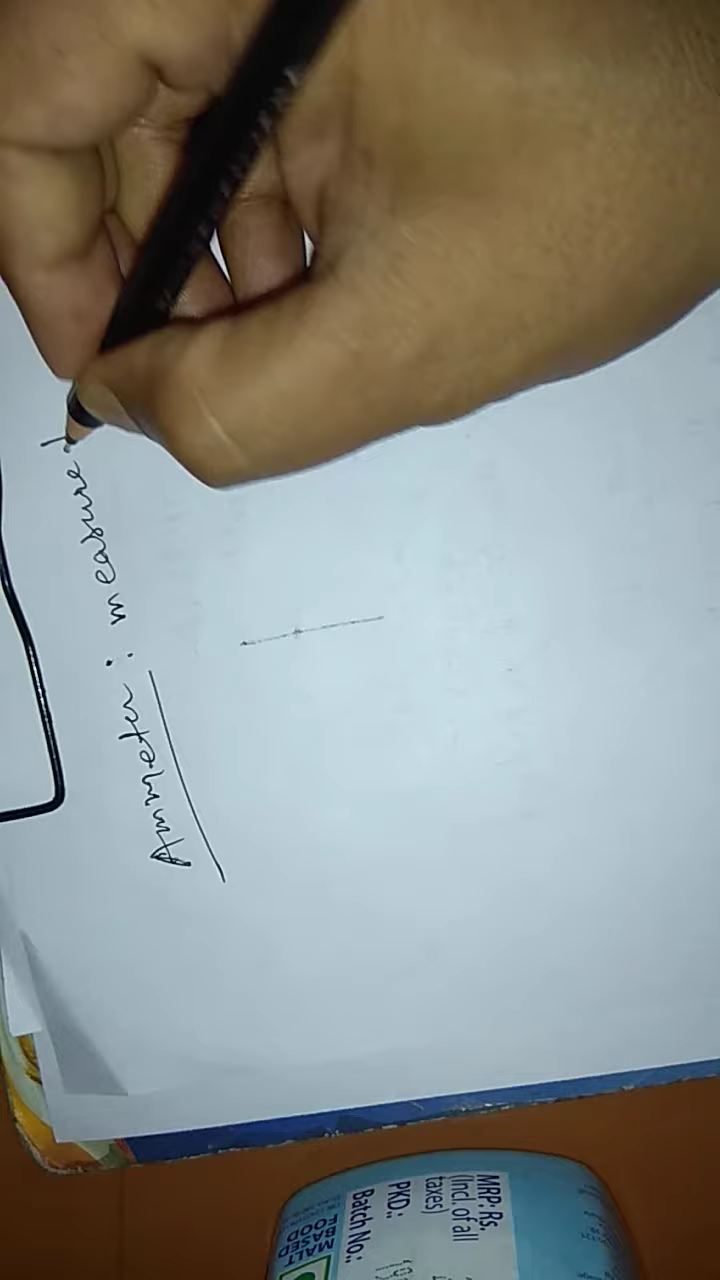 Ammeter : measure
MRP: Rs.
(Incl. of all
taxes)
PKD.:
Batch No.:
MALT
BASED
FOOD